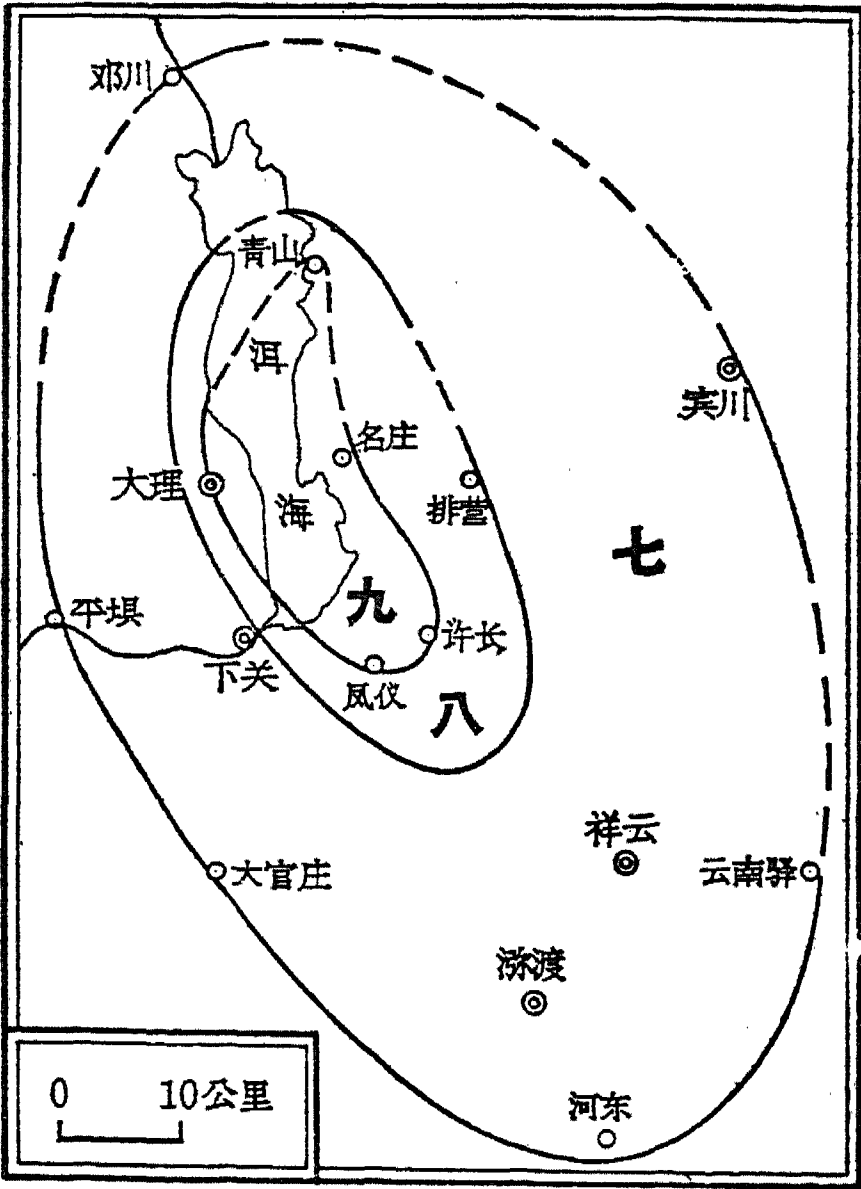 邓川
青山
洱
宾川
名庄
大理
排营
海
七
九
平坝
许长
下关
凤仪
八
祥云
大官庄
云南驿
弥渡
河东
0 10公里